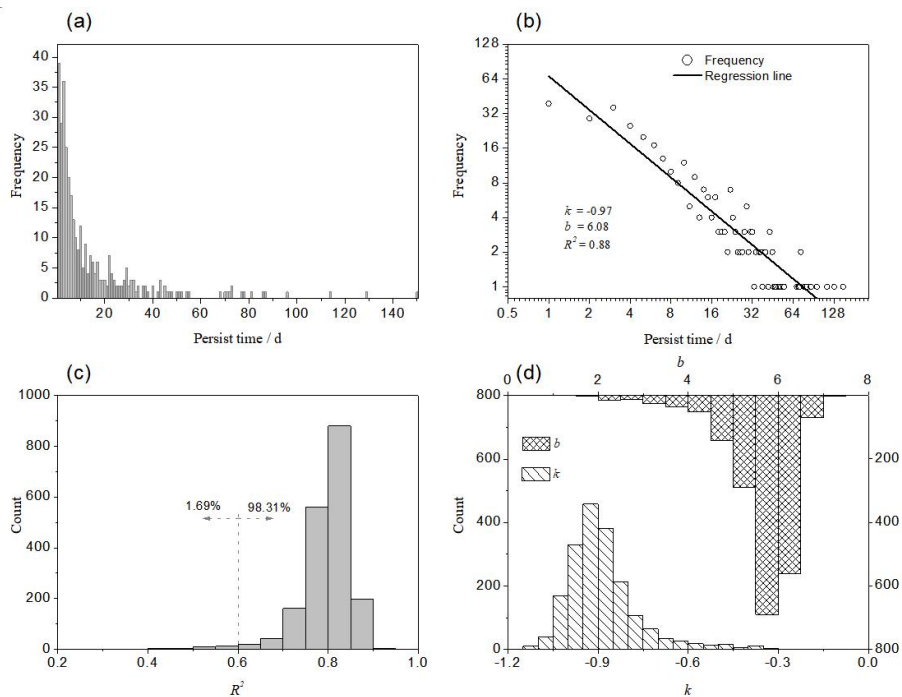 (a)
40
35
30
25
20
15
10
5
0
Frequency
20 40 60 80 100 120 140
Persist time / d
(b)
128
64
32
16
8
4
2
1
Frequency
Frequency
Regression line
k = -0.97
b = 6.08
R² = 0.88
0.5 1 2 4 8 16 32 64 128
Persist time / d
(c)
1000
800
600
400
200
0
Count
1.69% 98.31%
0.2 0.4 0.6 0.8 1.0
R²
(d)
b
0 2 4 6 8
800
600
400
200
0
Count
b
k
200
400
600
800
-1.2 -0.9 -0.6 -0.3 0.0
k